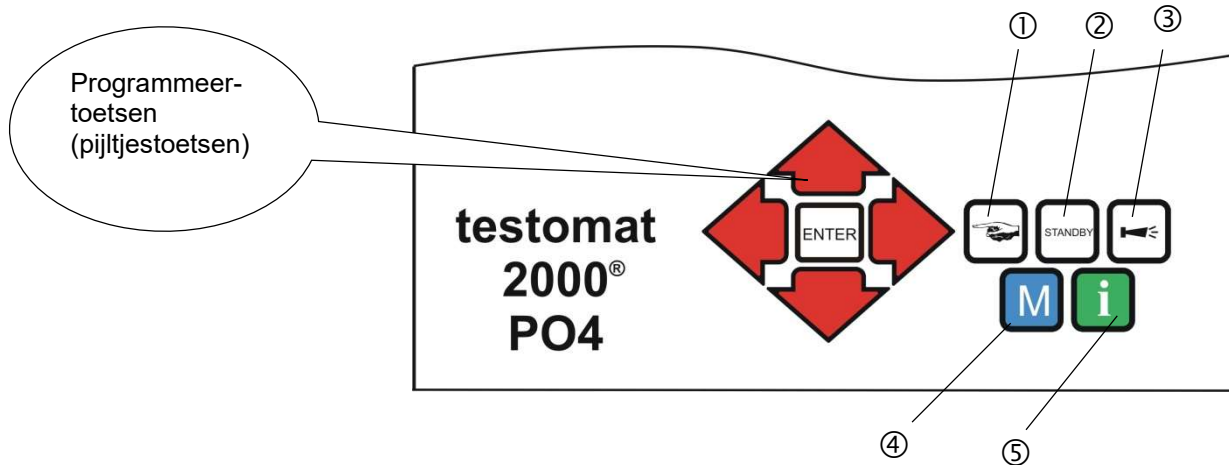 ① ② ③
Programmeer-
toetsen
(pijltjestoetsen)
testomat
2000®
PO4
ENTER
STANDBY
M
i
④ ⑤